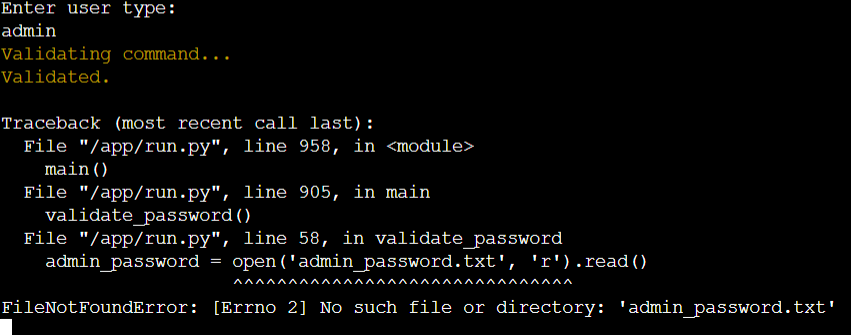 Enter user type:
admin
Validating command...
Validated.
Traceback (most recent call last):
  File "/app/run.py", line 958, in <module>
    main()
  File "/app/run.py", line 905, in main
    validate_password()
  File "/app/run.py", line 58, in validate_password
    admin_password = open('admin_password.txt', 'r').read()
                     ^^^^^^^^^^^^^^^^^^^^^^^^^^^^^^^
FileNotFoundError: [Errno 2] No such file or directory: 'admin_password.txt'